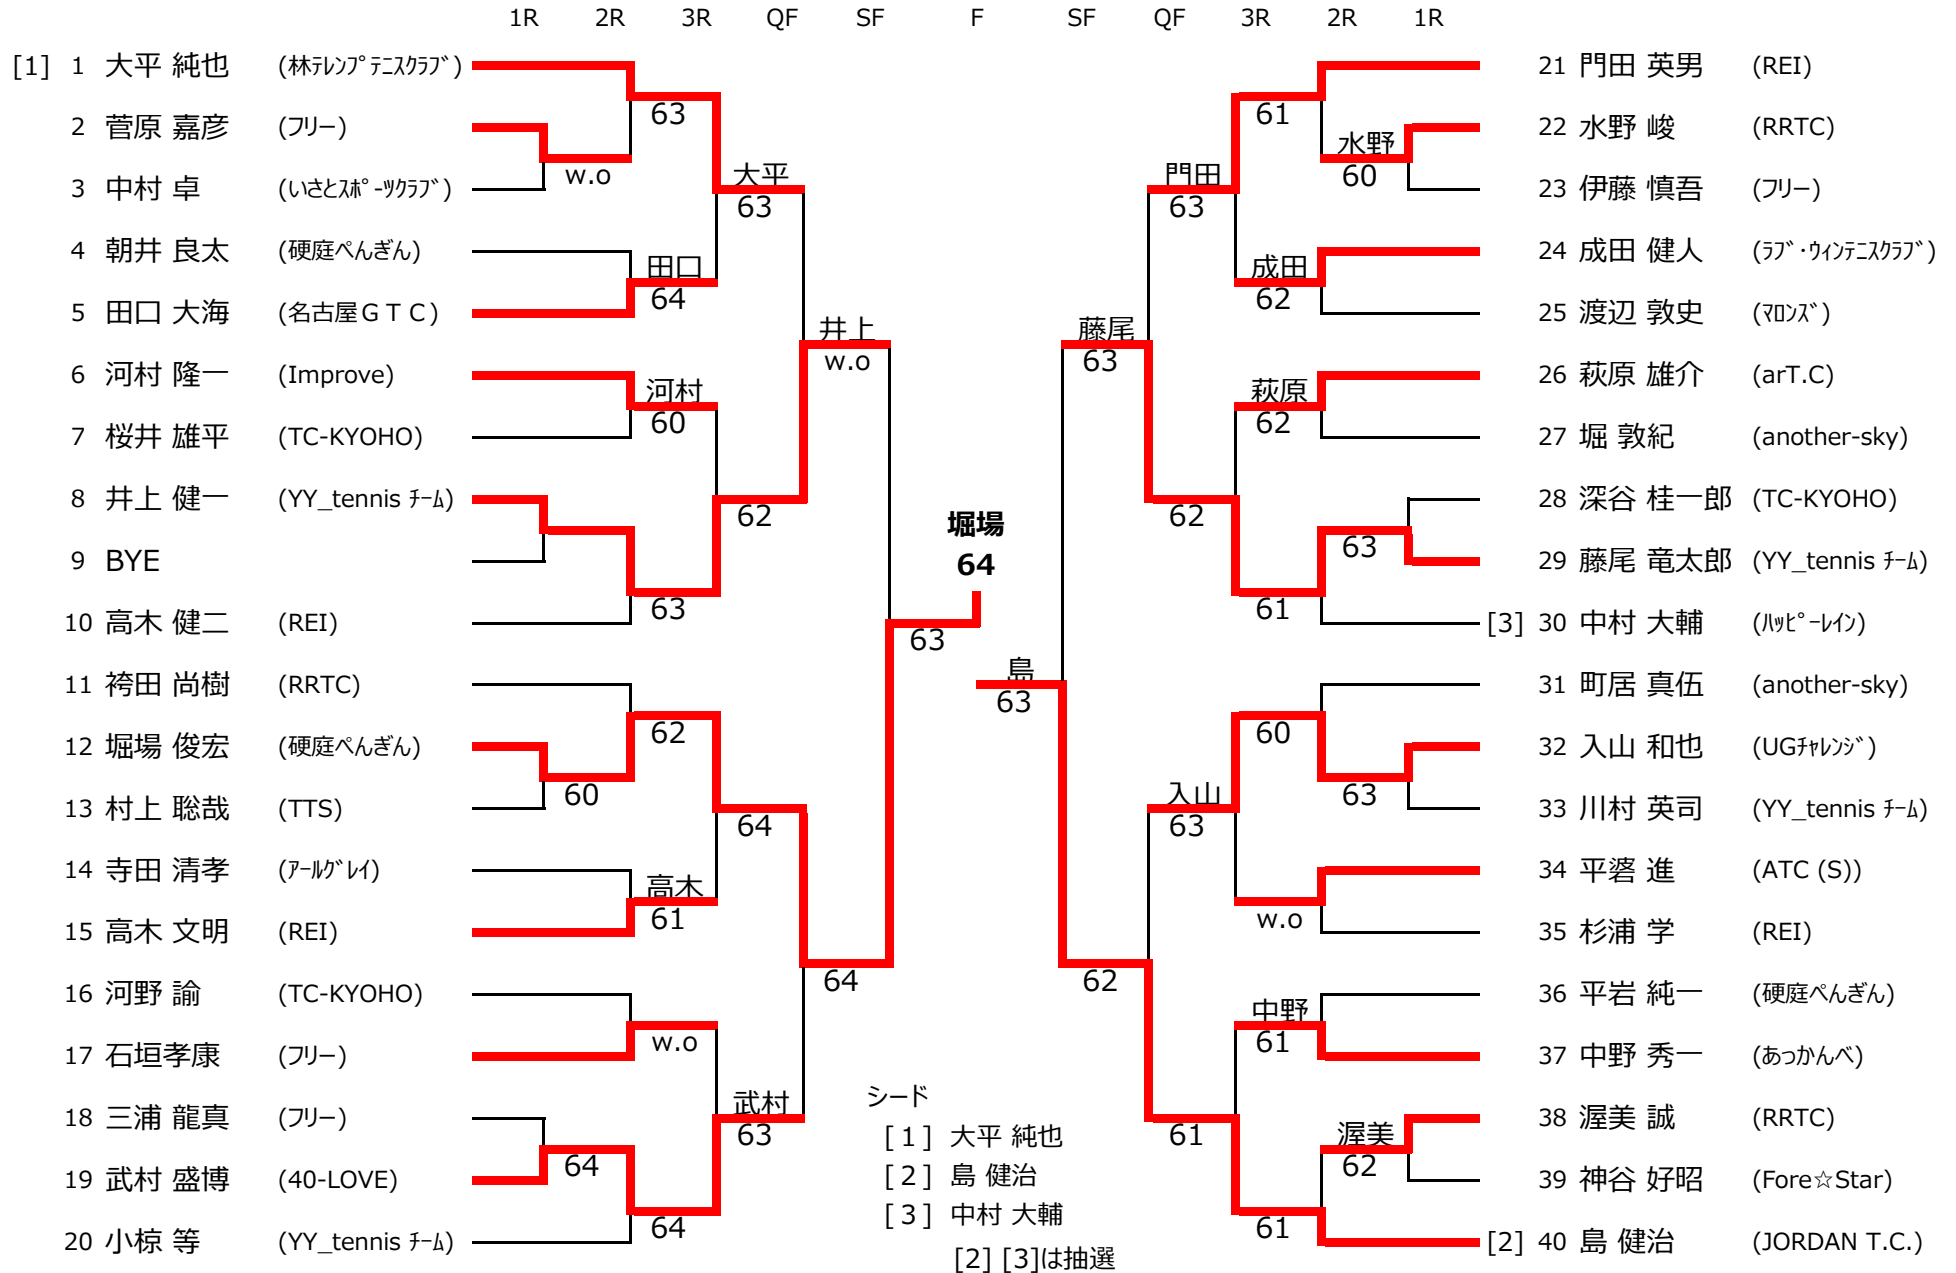 1R 2R 3R QF SF F SF QF 3R 2R 1R
[1] 1 大平 純也 (林テレンプテニスクラブ)
63
2 菅原 嘉彦 (フリー)
w.o
3 中村 卓 (いさとスポーツクラブ)
大平
63
4 朝井 良太 (硬庭ぺんぎん)
田口
64
5 田口 大海 (名古屋GTC)
井上
w.o
6 河村 隆一 (Improve)
河村
60
7 桜井 雄平 (TC-KYOHO)
8 井上 健一 (YY_tennis チーム)
62
9 BYE
63
10 高木 健二 (REI)
63
11 袴田 尚樹 (RRTC)
62
12 堀場 俊宏 (硬庭ぺんぎん)
60
13 村上 聡哉 (TTS)
64
14 寺田 清孝 (アールグレイ)
高木
61
15 高木 文明 (REI)
64
16 河野 諭 (TC-KYOHO)
w.o
17 石垣孝康 (フリー)
18 三浦 龍真 (フリー)
武村
63
64
19 武村 盛博 (40-LOVE)
64
20 小椋 等 (YY_tennis チーム)
堀場
64
島
63
シード
[1] 大平 純也
[2] 島 健治
[3] 中村 大輔
[2] [3]は抽選
21 門田 英男 (REI)
61
22 水野 峻 (RRTC)
水野
60
23 伊藤 慎吾 (フリー)
門田
63
24 成田 健人 (ラブ・ウィンテニスクラブ)
成田
62
25 渡辺 敦史 (マロンズ)
藤尾
63
26 萩原 雄介 (arT.C)
萩原
62
27 堀 敦紀 (another-sky)
28 深谷 桂一郎 (TC-KYOHO)
62
63
29 藤尾 竜太郎 (YY_tennis チーム)
61
[3] 30 中村 大輔 (ハッピーレイン)
31 町居 真伍 (another-sky)
60
32 入山 和也 (UGチャレンジ)
63
33 川村 英司 (YY_tennis チーム)
入山
63
34 平碆 進 (ATC (S))
w.o
35 杉浦 学 (REI)
62
36 平岩 純一 (硬庭ぺんぎん)
中野
61
37 中野 秀一 (あっかんべ)
38 渥美 誠 (RRTC)
61
渥美
62
39 神谷 好昭 (Fore☆Star)
61
[2] 40 島 健治 (JORDAN T.C.)